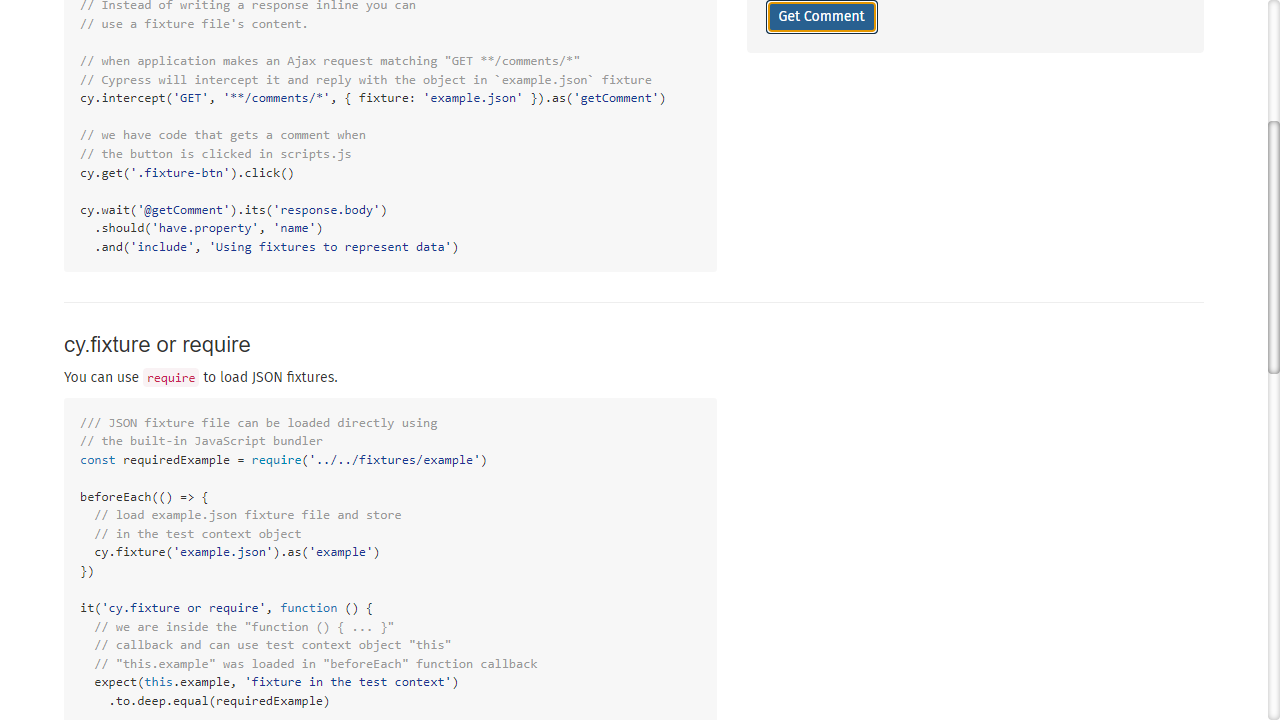 // Instead of writing a response inline you can
// use a fixture file's content.
// when application makes an Ajax request matching "GET **/comments/*"
// Cypress will intercept it and reply with the object in `example.json` fixture
cy.intercept('GET', '**/comments/*', { fixture: 'example.json' }).as('getComment')
// we have code that gets a comment when
// the button is clicked in scripts.js
cy.get('.fixture-btn').click()
cy.wait('@getComment').its('response.body')
.should('have.property', 'name')
.and('include', 'Using fixtures to represent data')
Get Comment
cy.fixture or require
You can use require to load JSON fixtures.
/// JSON fixture file can be loaded directly using
// the built-in JavaScript bundler
const requiredExample = require('../../fixtures/example')
beforeEach(() => {
// load example.json fixture file and store
// in the test context object
cy.fixture('example.json').as('example')
})
it('cy.fixture or require', function () {
// we are inside the "function () { ... }"
// callback and can use test context object "this"
// "this.example" was loaded in "beforeEach" function callback
expect(this.example, 'fixture in the test context')
.to.deep.equal(requiredExample)